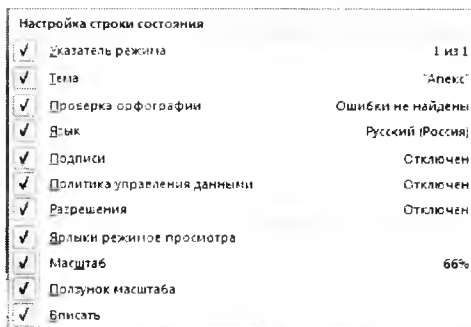 Настройка строки состояния
Указатель режима 1 из 1
Тема "Апекс"
Проверка орфографии Ошибки не найдены
Язык Русский (Россия)
Подписи Отключен
Политика управления данными Отключен
Разрешения Отключен
Ярлыки режимов просмотра
Масштаб 66%
Ползунок масштаба
Вписать